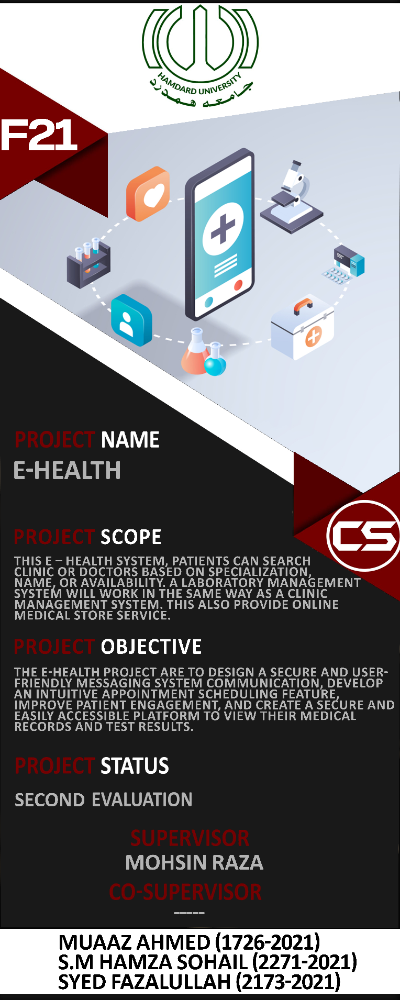 HAMDARD UNIVERSITY
جامعه همدرد
F21
PROJECT NAME
E-HEALTH
CS
PROJECT SCOPE
THIS E – HEALTH SYSTEM, PATIENTS CAN SEARCH
CLINIC OR DOCTORS BASED ON SPECIALIZATION,
NAME, OR AVAILABILITY. A LABORATORY MANAGEMENT
SYSTEM WILL WORK IN THE SAME WAY AS A CLINIC
MANAGEMENT SYSTEM. THIS ALSO PROVIDE ONLINE
MEDICAL STORE SERVICE.
PROJECT OBJECTIVE
THE E-HEALTH PROJECT ARE TO DESIGN A SECURE AND USER-
FRIENDLY MESSAGING SYSTEM COMMUNICATION, DEVELOP
AN INTUITIVE APPOINTMENT SCHEDULING FEATURE,
IMPROVE PATIENT ENGAGEMENT, AND CREATE A SECURE AND
EASILY ACCESSIBLE PLATFORM TO VIEW THEIR MEDICAL
RECORDS AND TEST RESULTS.
PROJECT STATUS
SECOND EVALUATION
SUPERVISOR
MOHSIN RAZA
CO-SUPERVISOR
-----
MUAAZ AHMED (1726-2021)
S.M HAMZA SOHAIL (2271-2021)
SYED FAZALULLAH (2173-2021)